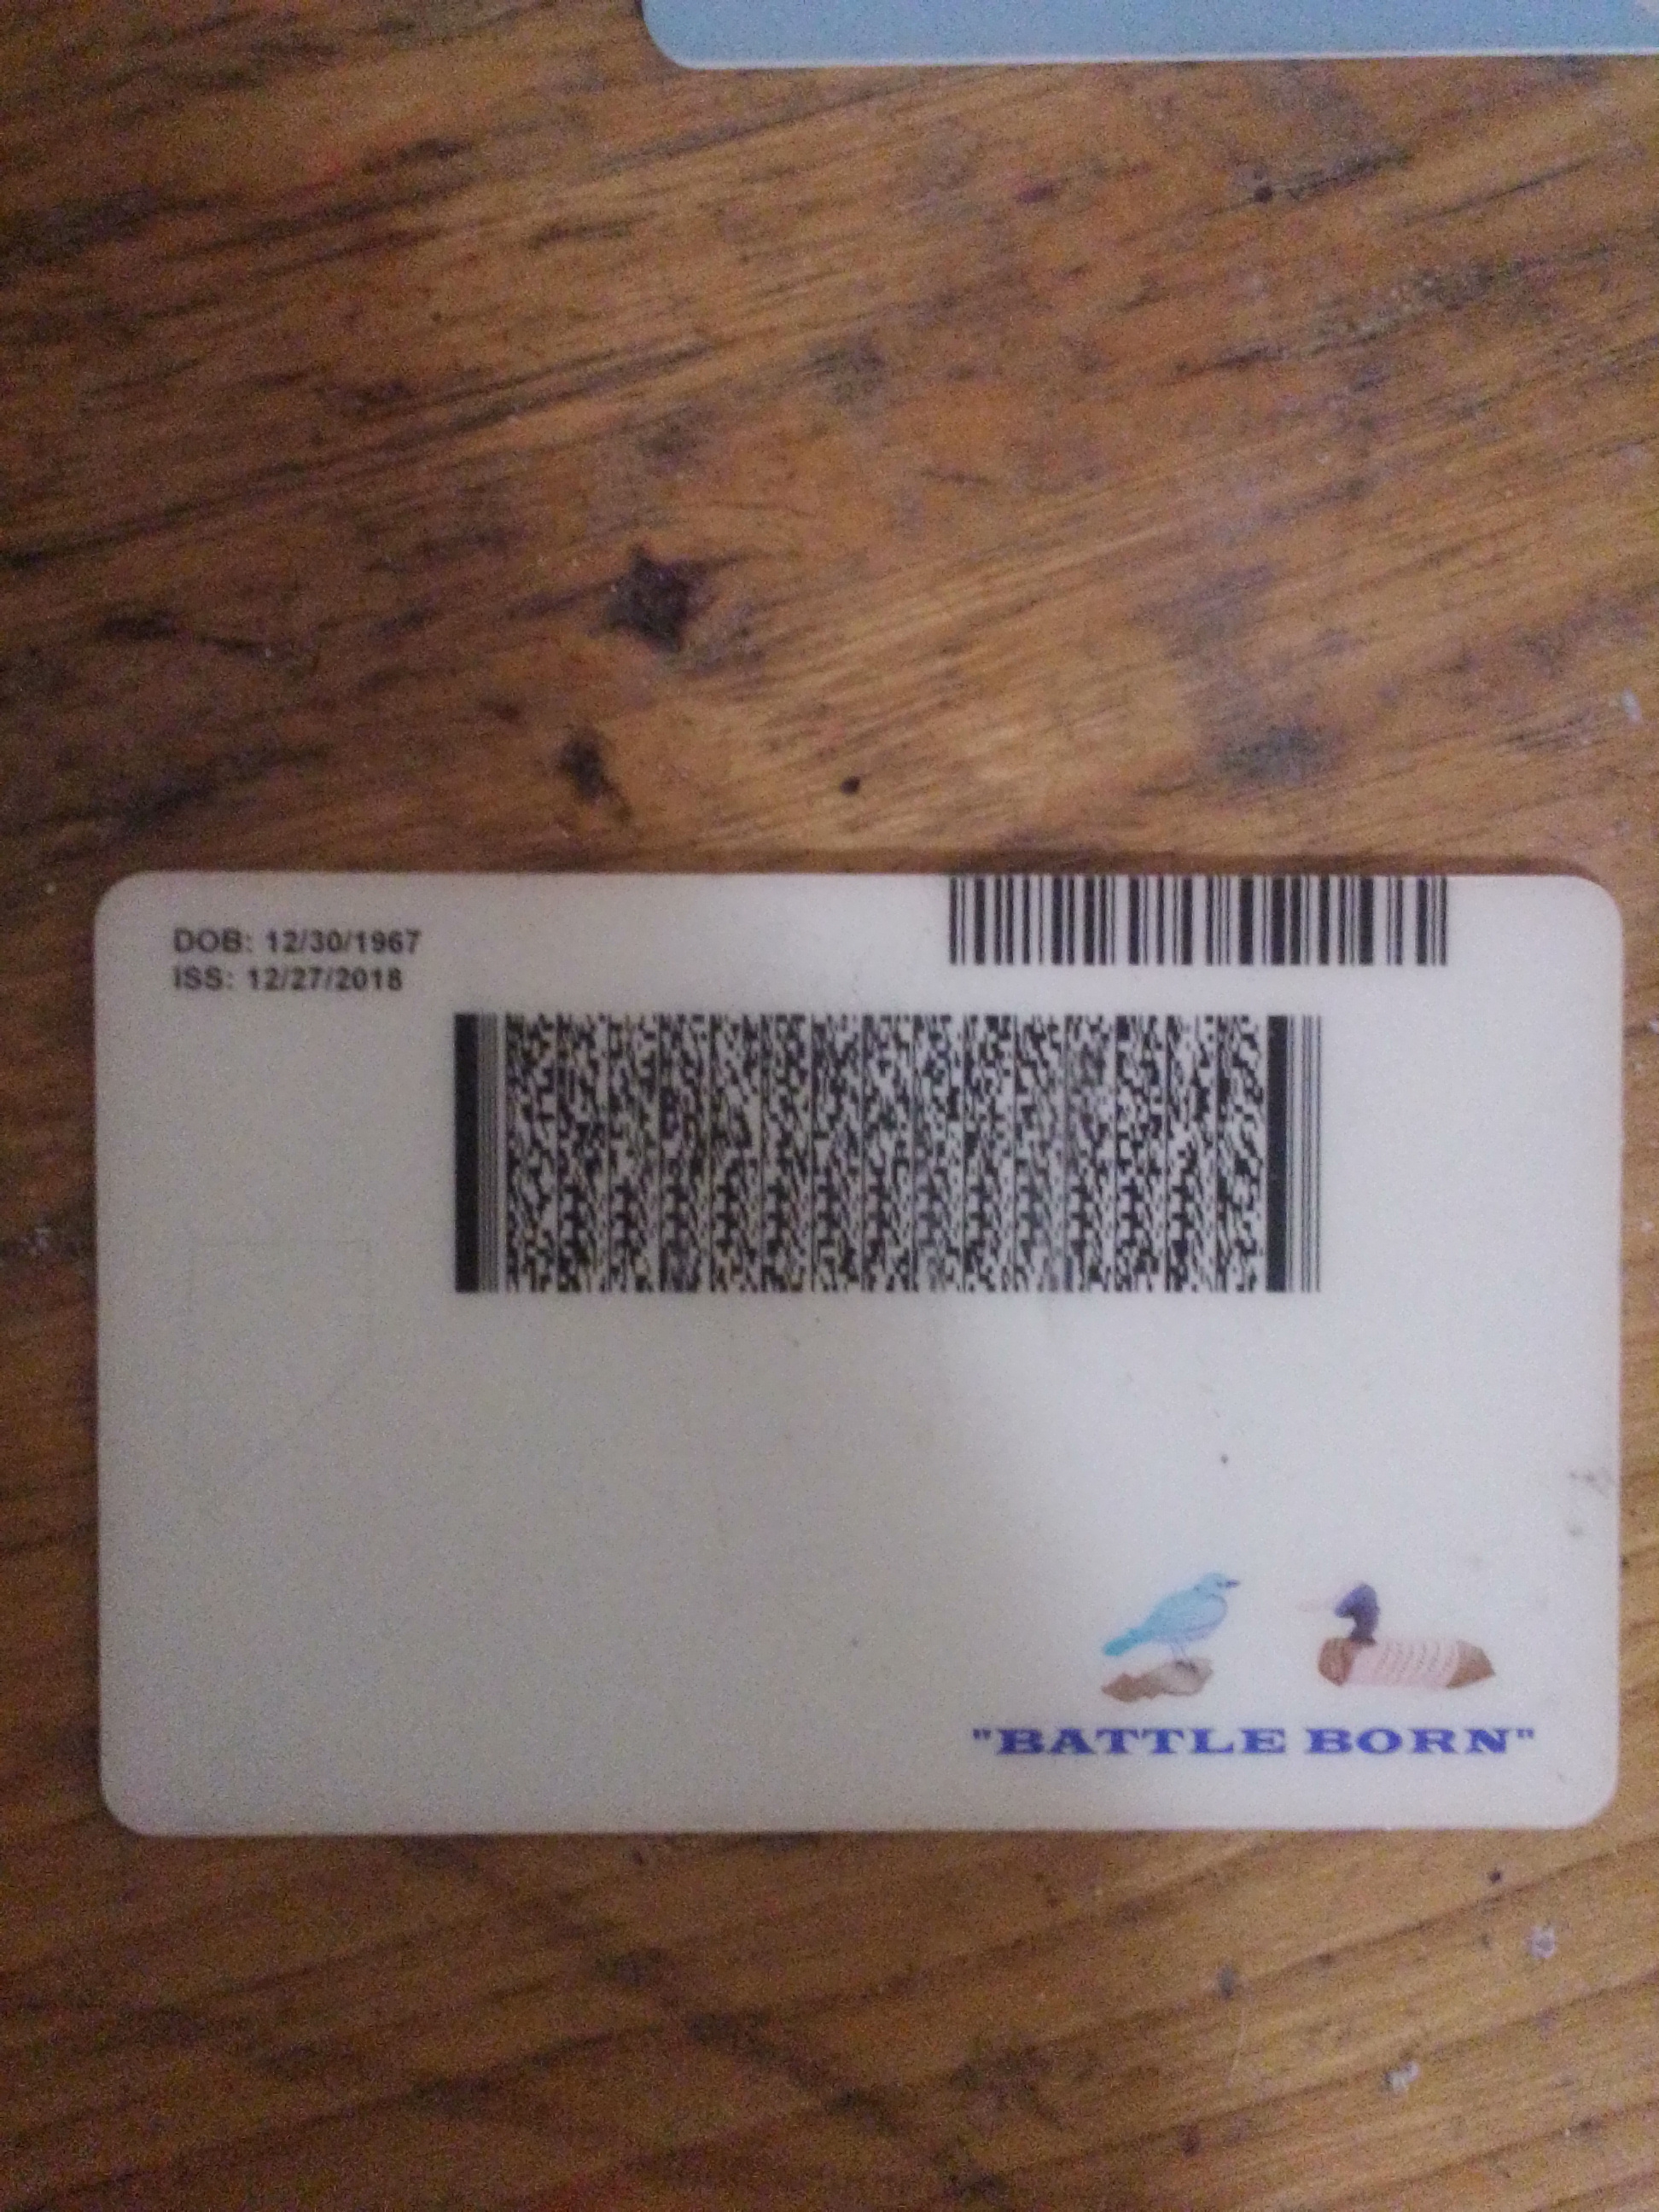 DOB: 12/30/1967
ISS: 12/27/2018
"BATTLE BORN"